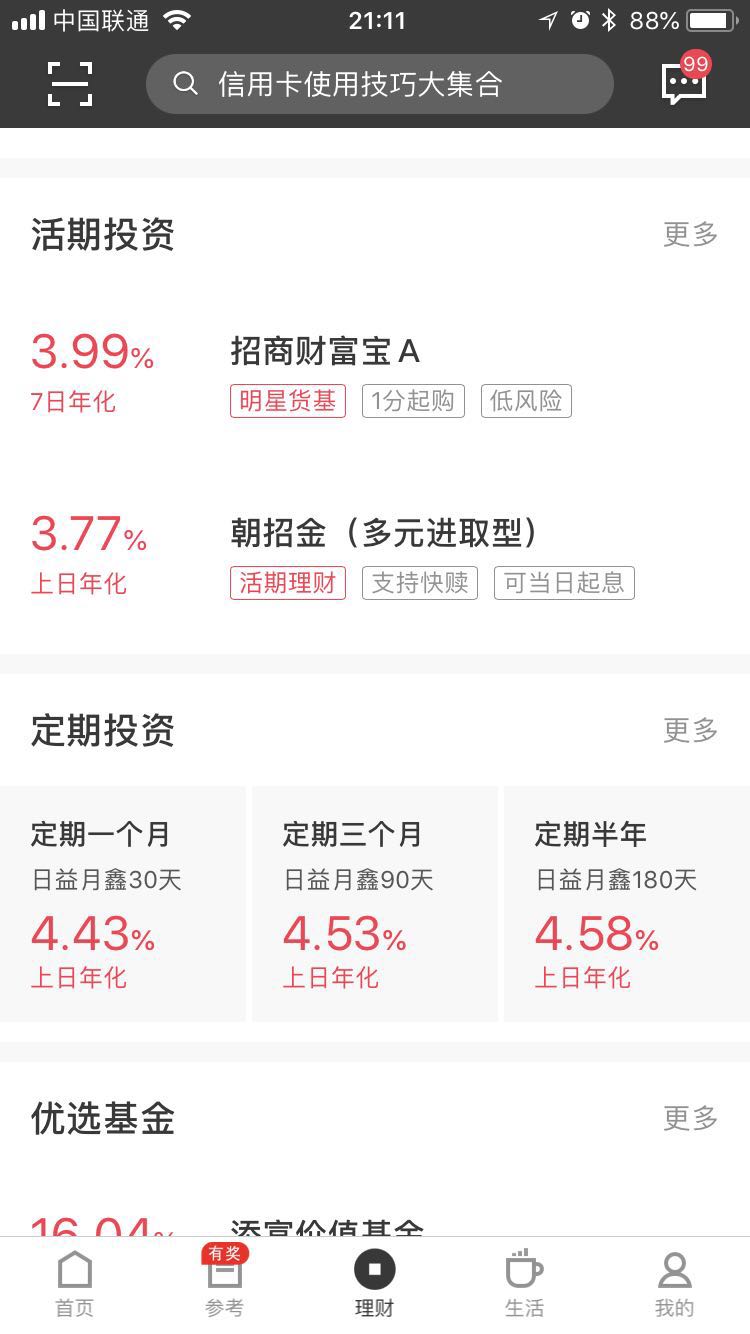 中国联通 21:11 88%
信用卡使用技巧大集合 99
活期投资 更多
3.99% 招商财富宝A
7日年化 明星货基 1分起购 低风险
3.77% 朝招金（多元进取型）
上日年化 活期理财 支持快赎 可当日起息
定期投资 更多
定期一个月 定期三个月 定期半年
日益月鑫30天 日益月鑫90天 日益月鑫180天
4.43% 4.53% 4.58%
上日年化 上日年化 上日年化
优选基金 更多
16.04% 添富价值基金
有奖
首页 参考 理财 生活 我的